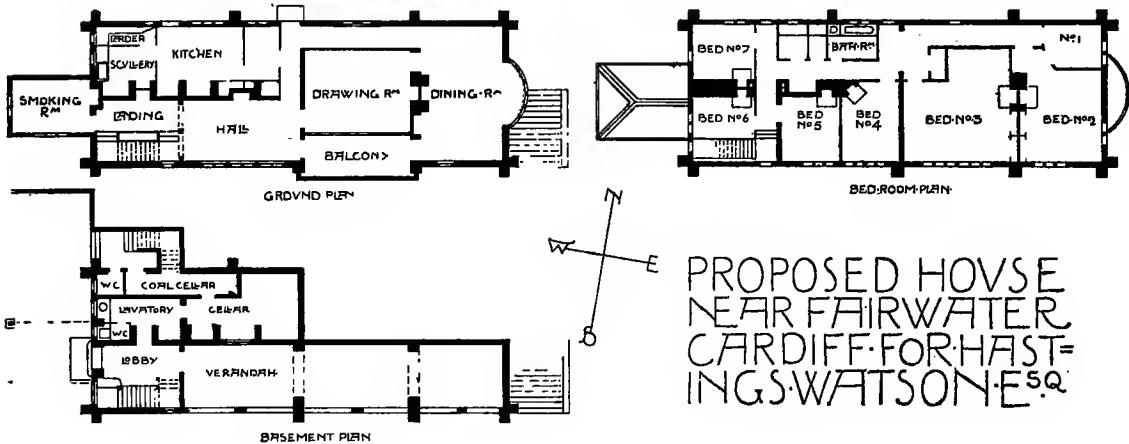 LARDER
SCVLLERY
KITCHEN
SMOKING
RM
LANDING
HALL
DRAWING RM
DINING·RM
BALCONY
GROVND PLAN
BED No7
BATH·RM
No1
BED No6
BED
No5
BED
No4
BED·No3
BED·No2
BED·ROOM·PLAN·
WC
COAL CELLAR
LAVATORY
CELLAR
WC
LOBBY
VERANDAH
BASEMENT PLAN
N
W
E
S
PROPOSED HOVSE
NEAR FAIRWATER
CARDIFF·FOR·HAST=
INGS·WATSON·ESQ